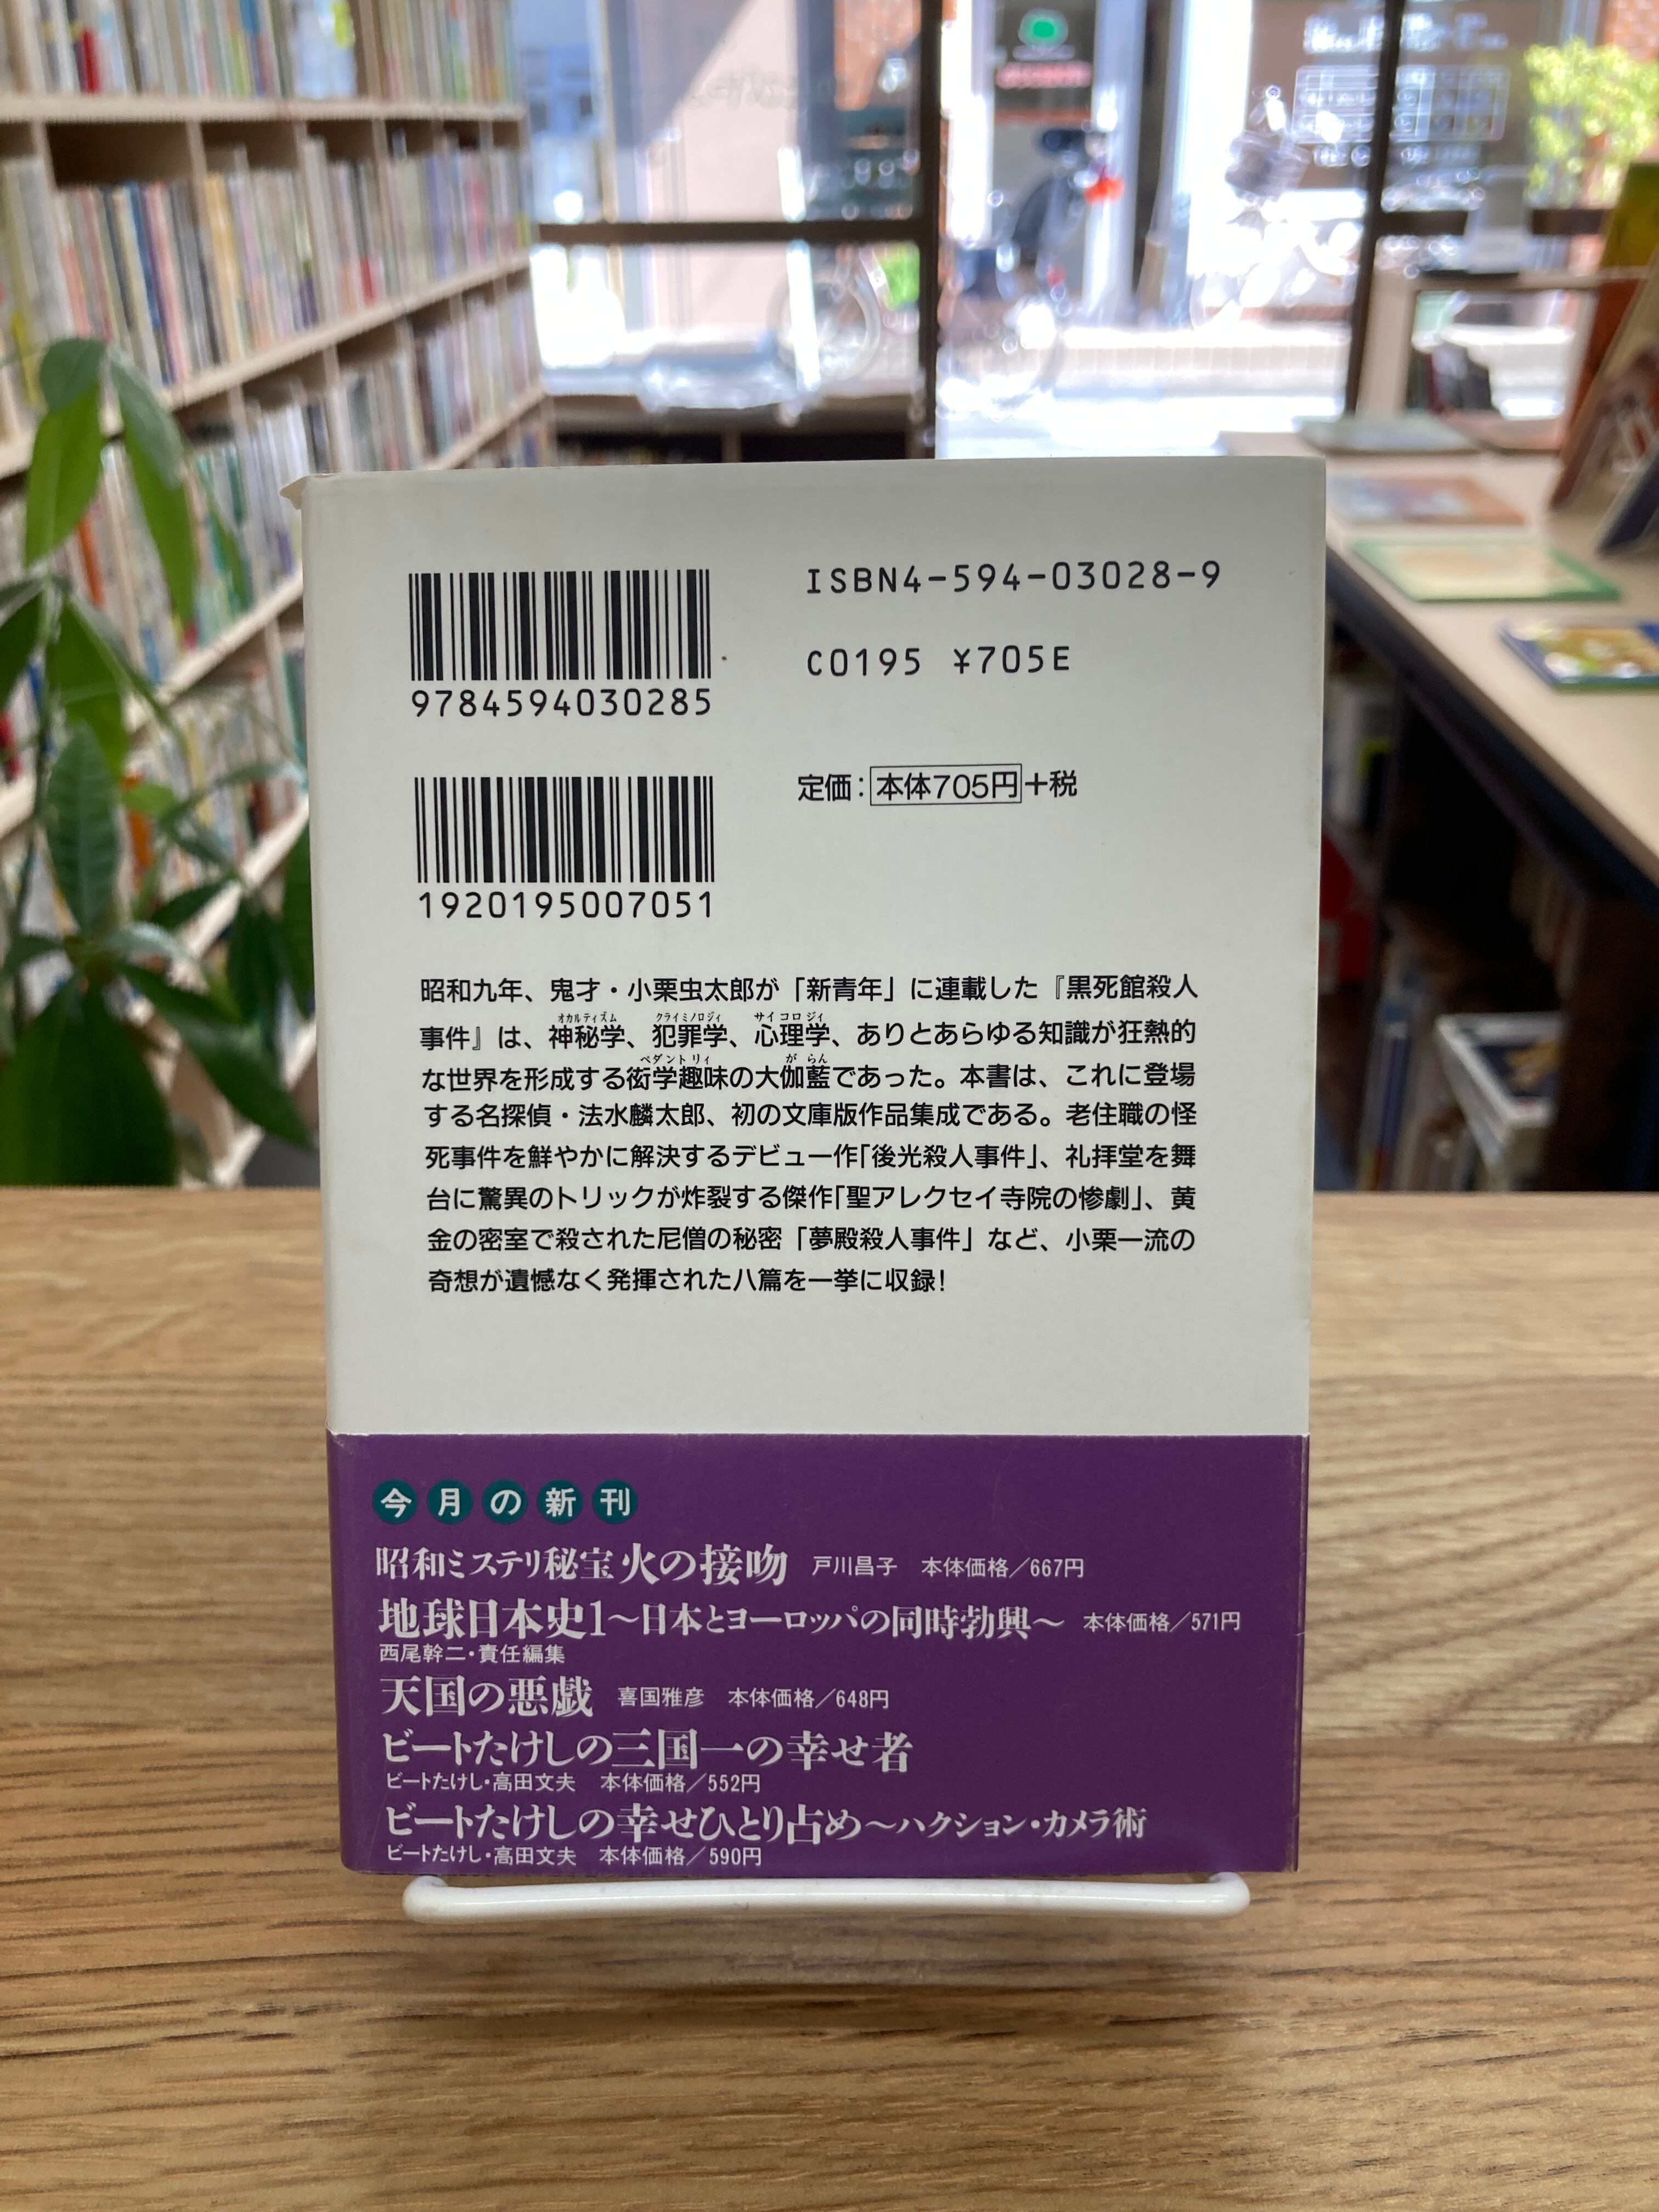 ISBN4-594-03028-9
C0195 ¥705E
9784594030285
定価:本体705円+税
1920195007051
昭和九年、鬼才・小栗虫太郎が「新青年」に連載した『黒死館殺人
事件』は、神秘学、犯罪学、心理学、ありとあらゆる知識が狂熱的
オカルティズム クライミノロジィ サイコロジィ
な世界を形成する衒学趣味の大伽藍であった。本書は、これに登場
ペダントリィ がらん
する名探偵・法水麟太郎、初の文庫版作品集成である。老住職の怪
死事件を鮮やかに解決するデビュー作「後光殺人事件」、礼拝堂を舞
台に驚異のトリックが炸裂する傑作「聖アレクセイ寺院の惨劇」、黄
金の密室で殺された尼僧の秘密「夢殿殺人事件」など、小栗一流の
奇想が遺憾なく発揮された八篇を一挙に収録!
今月の新刊
昭和ミステリ秘宝 火の接吻 戸川昌子 本体価格/667円
地球日本史1〜日本とヨーロッパの同時勃興〜 本体価格/571円
西尾幹二・責任編集
天国の悪戯 喜国雅彦 本体価格/648円
ビートたけしの三国一の幸せ者
ビートたけし・高田文夫 本体価格/552円
ビートたけしの幸せひとり占め〜ハクション・カメラ術
ビートたけし・高田文夫 本体価格/590円